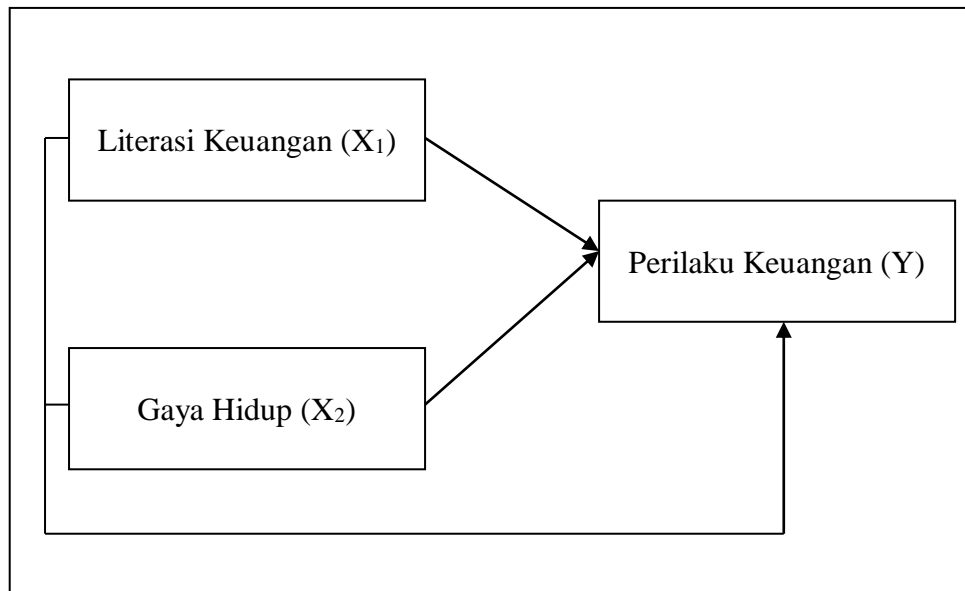 Literasi Keuangan (X₁)
Perilaku Keuangan (Y)
Gaya Hidup (X₂)